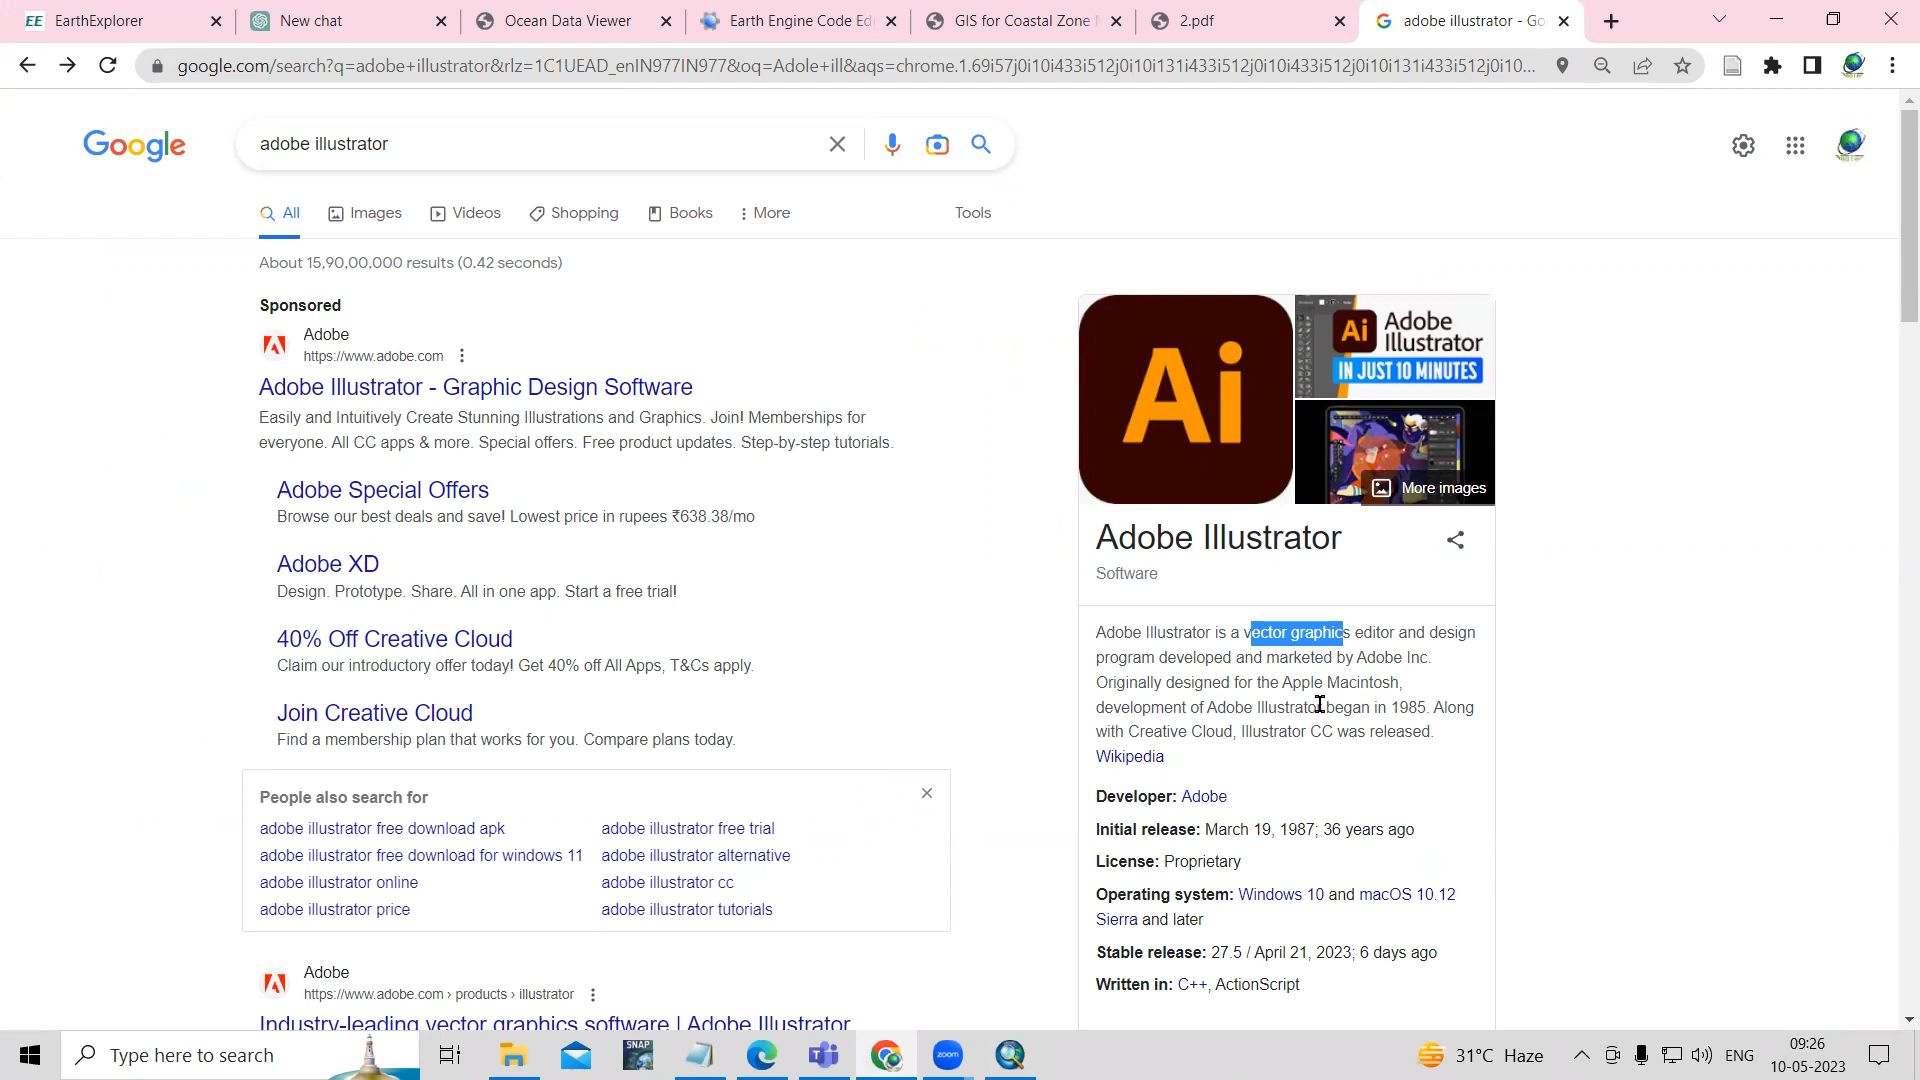 EE EarthExplorer
New chat
Ocean Data Viewer
Earth Engine Code Ed
GIS for Coastal Zone
2.pdf
adobe illustrator - Go
google.com/search?q=adobe+illustrator&rlz=1C1UEAD_enIN977IN977&oq=Adole+ill&aqs=chrome.1.69i57j0i10i433i512j0i10i131i433i512j0i10i433i512j0i10i131i433i512j0i10...
Google
adobe illustrator
All
Images
Videos
Shopping
Books
More
Tools
About 15,90,00,000 results (0.42 seconds)
Sponsored
Adobe
https://www.adobe.com
Adobe Illustrator - Graphic Design Software
Easily and Intuitively Create Stunning Illustrations and Graphics. Join! Memberships for
everyone. All CC apps & more. Special offers. Free product updates. Step-by-step tutorials.
Adobe Special Offers
Browse our best deals and save! Lowest price in rupees ₹638.38/mo
Adobe XD
Design. Prototype. Share. All in one app. Start a free trial!
40% Off Creative Cloud
Claim our introductory offer today! Get 40% off All Apps, T&Cs apply.
Join Creative Cloud
Find a membership plan that works for you. Compare plans today.
People also search for
adobe illustrator free download apk
adobe illustrator free trial
adobe illustrator free download for windows 11
adobe illustrator alternative
adobe illustrator online
adobe illustrator cc
adobe illustrator price
adobe illustrator tutorials
Adobe
https://www.adobe.com › products › illustrator
Industry-leading vector graphics software | Adobe Illustrator
Ai
Ai Adobe
Illustrator
IN JUST 10 MINUTES
More images
Adobe Illustrator
Software
Adobe Illustrator is a vector graphics editor and design
program developed and marketed by Adobe Inc.
Originally designed for the Apple Macintosh,
development of Adobe Illustrator began in 1985. Along
with Creative Cloud, Illustrator CC was released.
Wikipedia
Developer: Adobe
Initial release: March 19, 1987; 36 years ago
License: Proprietary
Operating system: Windows 10 and macOS 10.12
Sierra and later
Stable release: 27.5 / April 21, 2023; 6 days ago
Written in: C++, ActionScript
Type here to search
SNAP
zoom
31°C Haze
ENG
09:26
10-05-2023